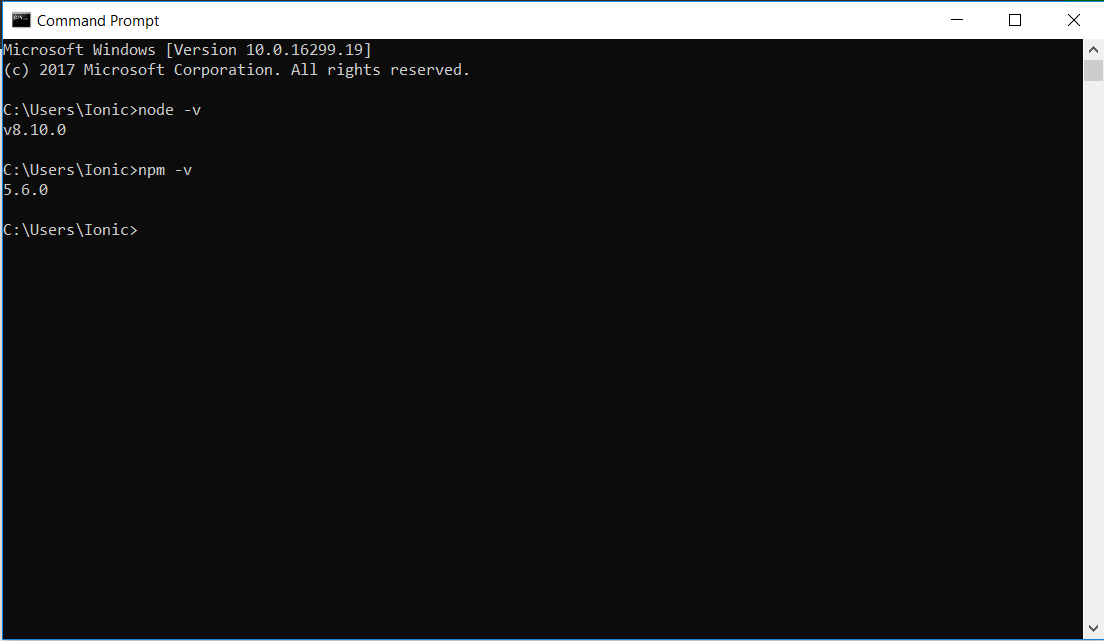 Command Prompt
Microsoft Windows [Version 10.0.16299.19]
(c) 2017 Microsoft Corporation. All rights reserved.
C:\Users\Ionic>node -v
v8.10.0
C:\Users\Ionic>npm -v
5.6.0
C:\Users\Ionic>